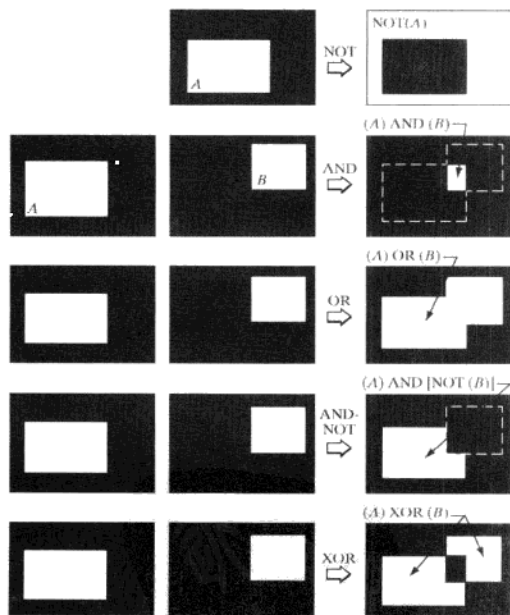 NOT
NOT(A)
A
(A) AND (B)
A
B
AND
(A) OR (B)
OR
(A) AND [NOT (B)]
AND-
NOT
(A) XOR (B)
XOR